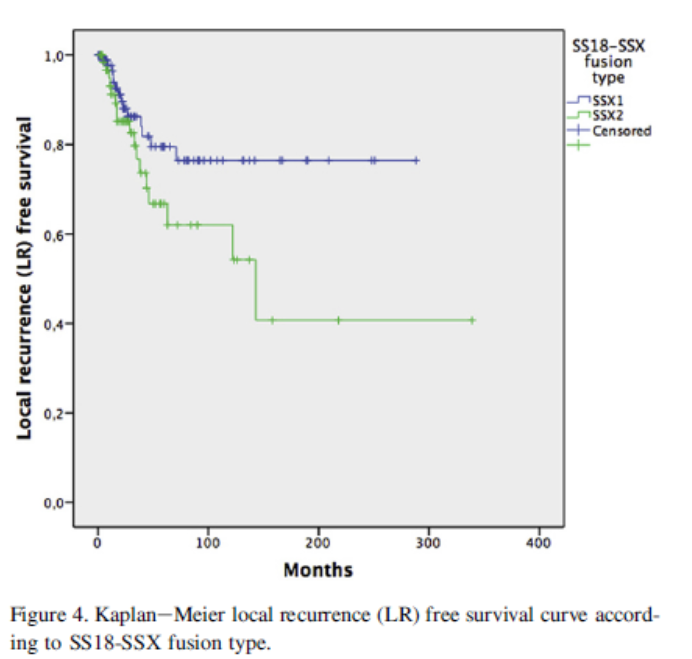 SS18-SSX
fusion
type
SSX1
SSX2
Censored
1,0
0,8
0,6
0,4
0,2
0,0
Local recurrence (LR) free survival
0 100 200 300 400
Months
Figure 4. Kaplan−Meier local recurrence (LR) free survival curve accord-
ing to SS18-SSX fusion type.